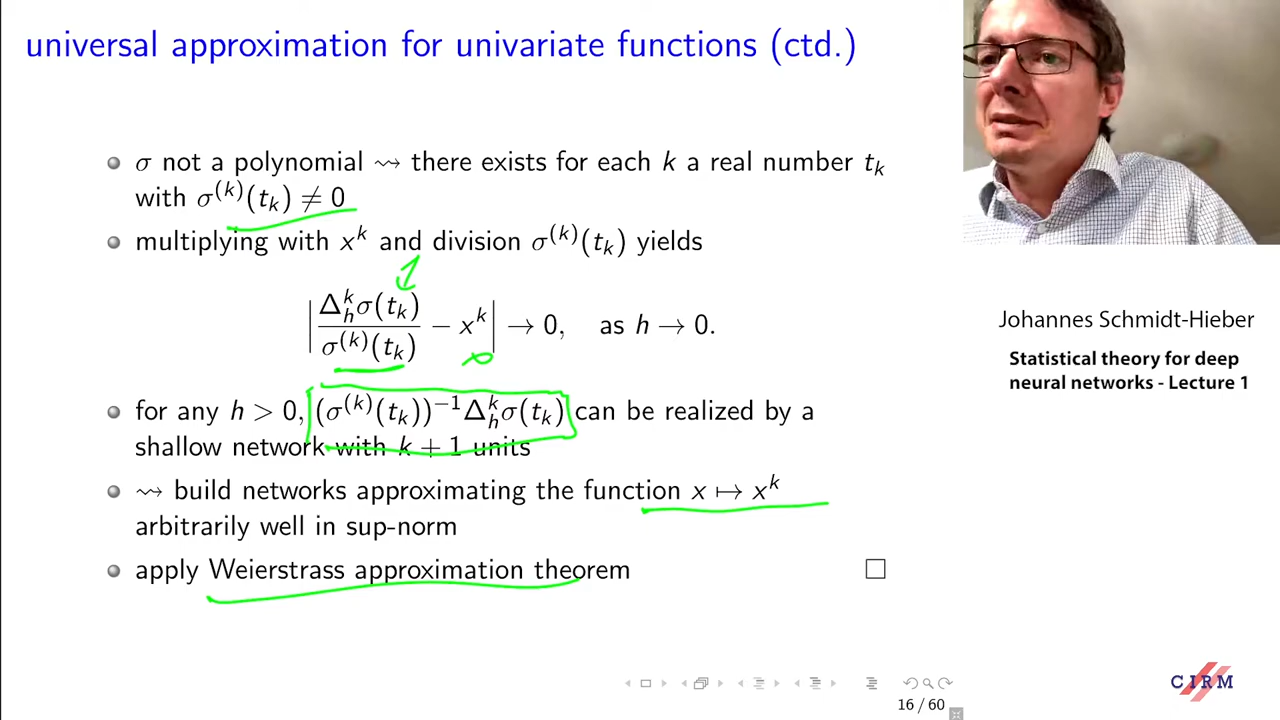 universal approximation for univariate functions (ctd.)
σ not a polynomial ⇝ there exists for each k a real number t_k
with σ^(k)(t_k) ≠ 0
multiplying with x^k and division σ^(k)(t_k) yields
| Δ_h^k σ(t_k) / σ^(k)(t_k) − x^k | → 0, as h → 0.
for any h > 0, (σ^(k)(t_k))^−1 Δ_h^k σ(t_k) can be realized by a
shallow network with k + 1 units
⇝ build networks approximating the function x ↦ x^k
arbitrarily well in sup-norm
apply Weierstrass approximation theorem □
Johannes Schmidt-Hieber
Statistical theory for deep
neural networks - Lecture 1
16 / 60
CIRM